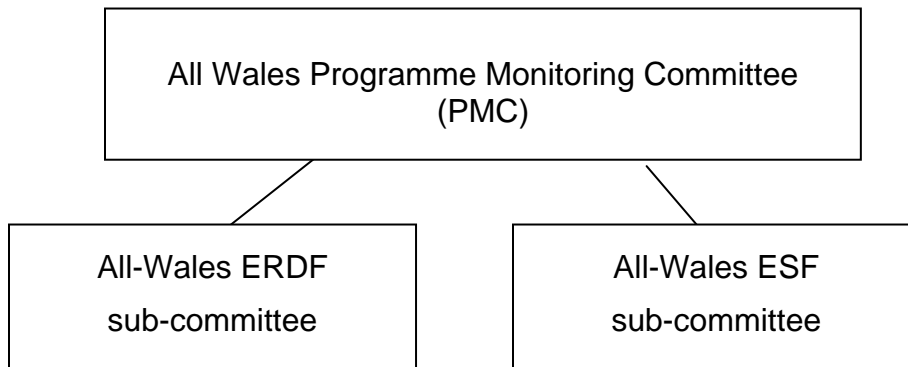 All Wales Programme Monitoring Committee
(PMC)
All-Wales ERDF
sub-committee
All-Wales ESF
sub-committee